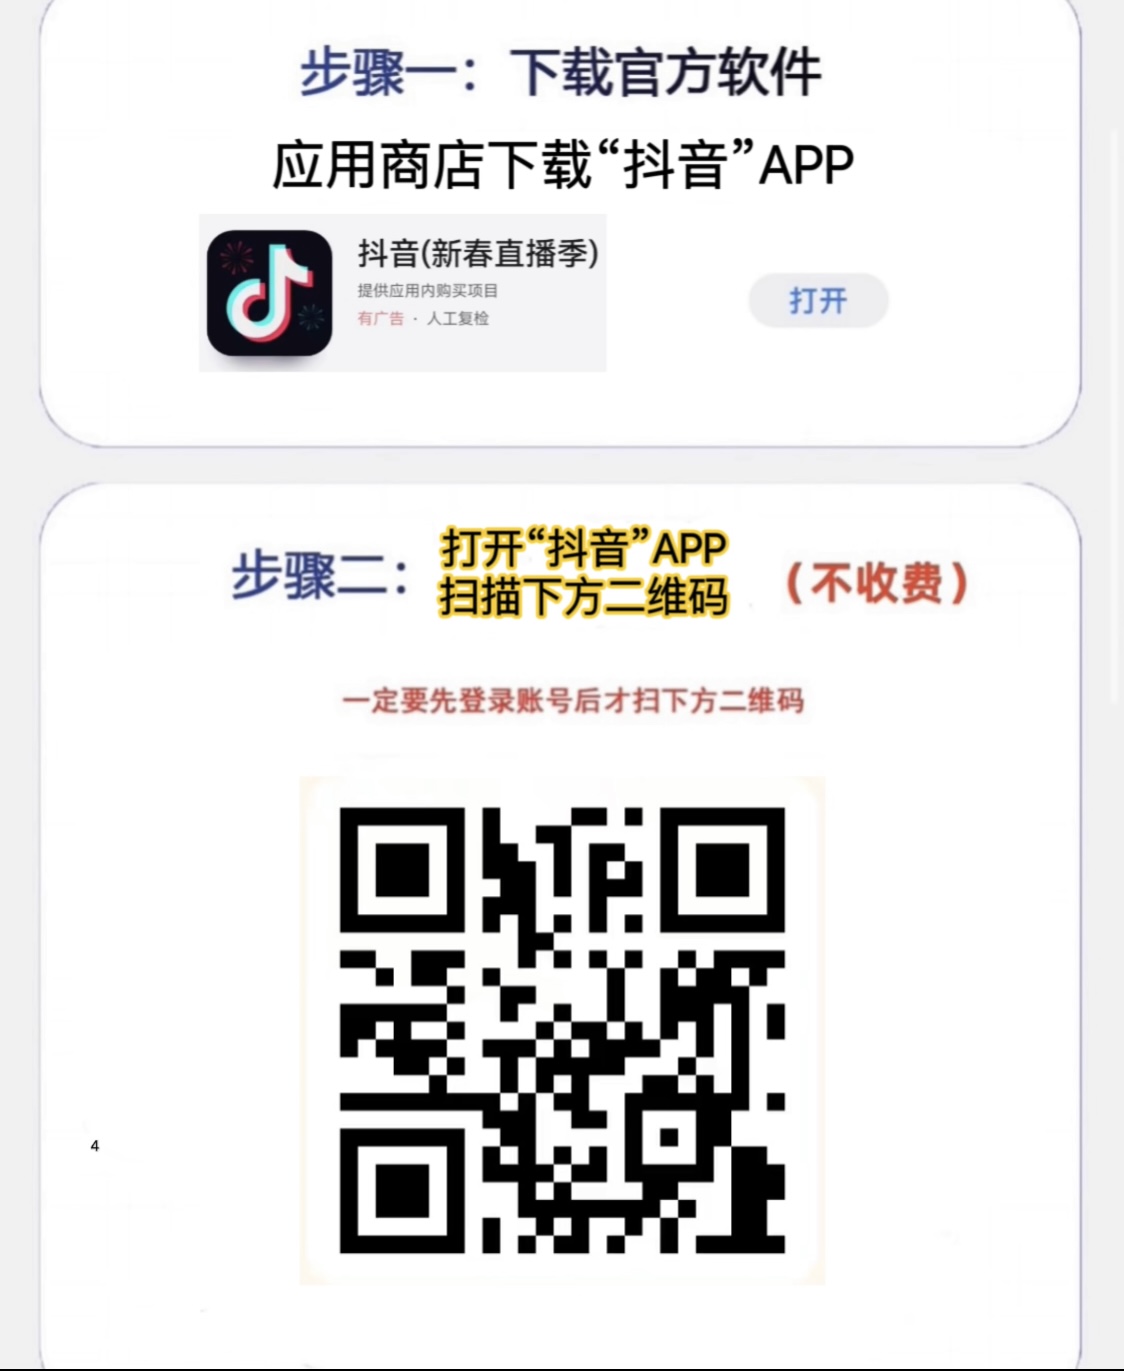 步骤一：下载官方软件
应用商店下载“抖音”APP
抖音(新春直播季)
提供应用内购买项目
有广告 · 人工复检
打开
步骤二：
打开“抖音”APP
扫描下方二维码
（不收费）
一定要先登录账号后才扫下方二维码
4